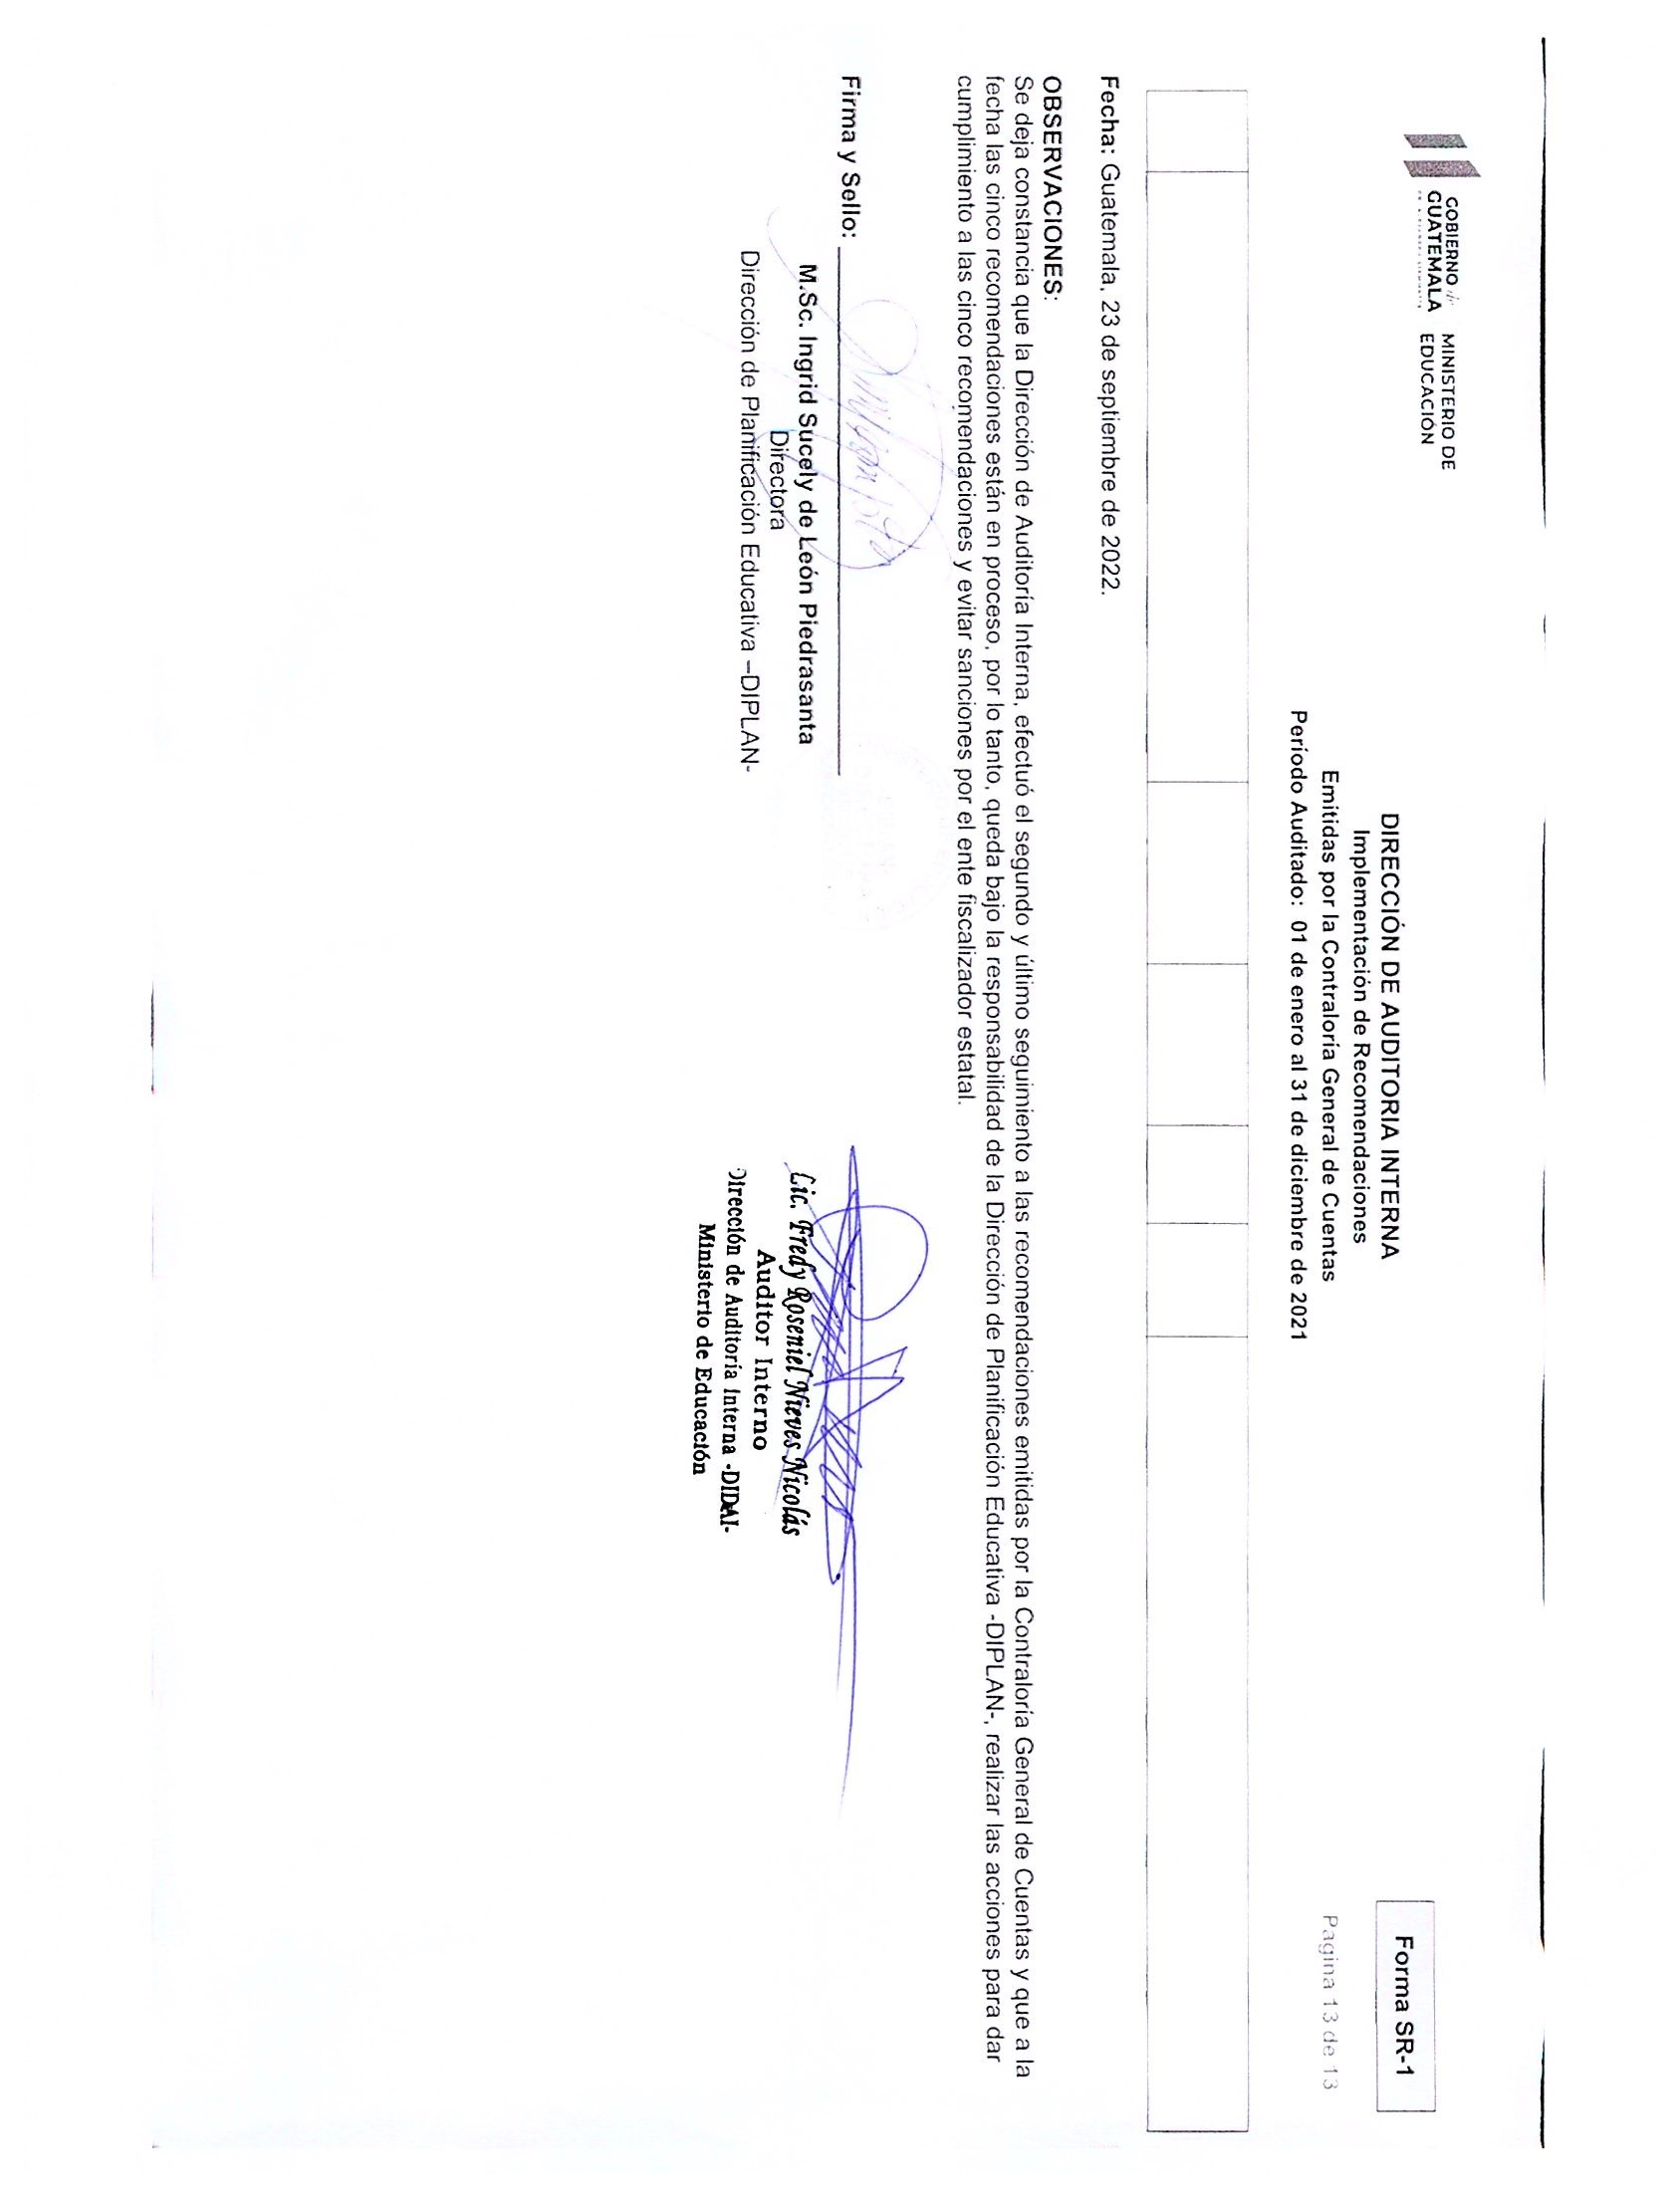 GOBIERNO de
GUATEMALA
MINISTERIO DE
EDUCACIÓN
DIRECCIÓN DE AUDITORIA INTERNA
Implementación de Recomendaciones
Emitidas por la Contraloría General de Cuentas
Período Auditado: 01 de enero al 31 de diciembre de 2021
Forma SR-1
Pagina 13 de 13
Fecha: Guatemala, 23 de septiembre de 2022.
OBSERVACIONES:
Se deja constancia que la Dirección de Auditoría Interna, efectuó el segundo y último seguimiento a las recomendaciones emitidas por la Contraloría General de Cuentas y que a la
fecha las cinco recomendaciones están en proceso, por lo tanto, queda bajo la responsabilidad de la Dirección de Planificación Educativa -DIPLAN-, realizar las acciones para dar
cumplimiento a las cinco recomendaciones y evitar sanciones por el ente fiscalizador estatal.
Firma y Sello:
M.Sc. Ingrid Sucely de León Piedrasanta
Directora
Dirección de Planificación Educativa –DIPLAN-
Lic. Fredy Roseniel Nieves Nicolás
Auditor Interno
Dirección de Auditoría Interna -DIDAI-
Ministerio de Educación